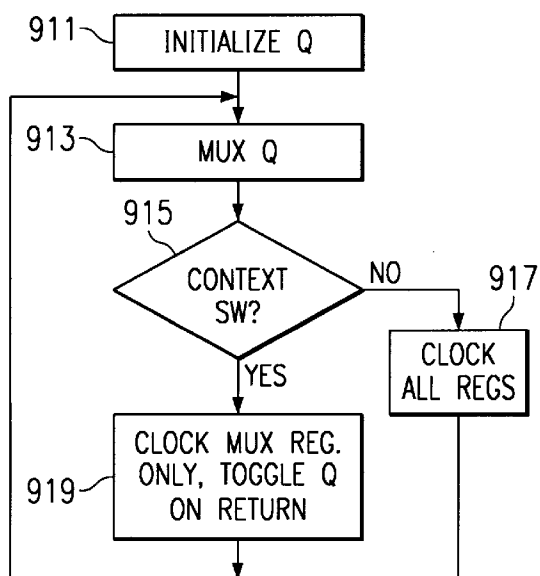 911
INITIALIZE Q
913
MUX Q
915
CONTEXT
SW?
NO
917
CLOCK
ALL REGS
YES
919
CLOCK MUX REG.
ONLY, TOGGLE Q
ON RETURN